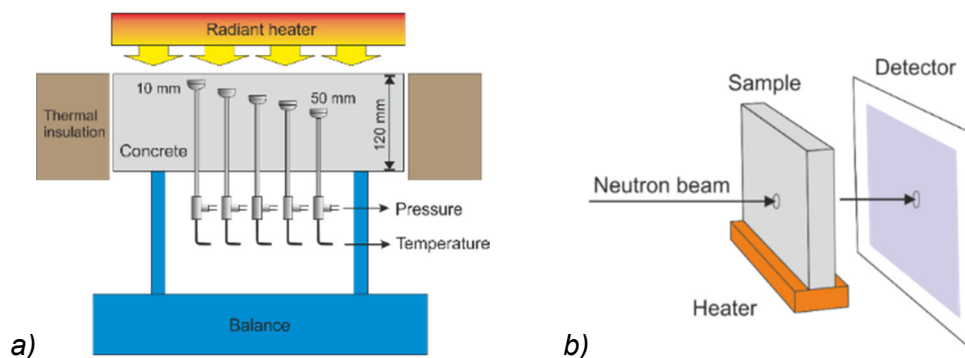 Radiant heater
10 mm
50 mm
120 mm
Thermal
insulation
Concrete
Pressure
Temperature
Balance
a)
Sample
Detector
Neutron beam
Heater
b)